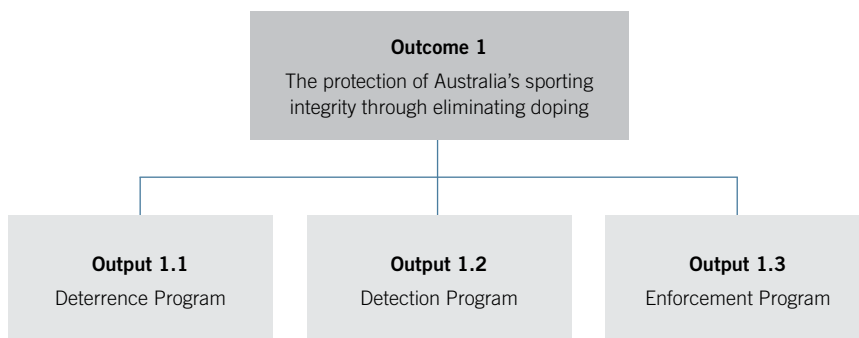 Outcome 1
The protection of Australia’s sporting
integrity through eliminating doping
Output 1.1
Deterrence Program
Output 1.2
Detection Program
Output 1.3
Enforcement Program